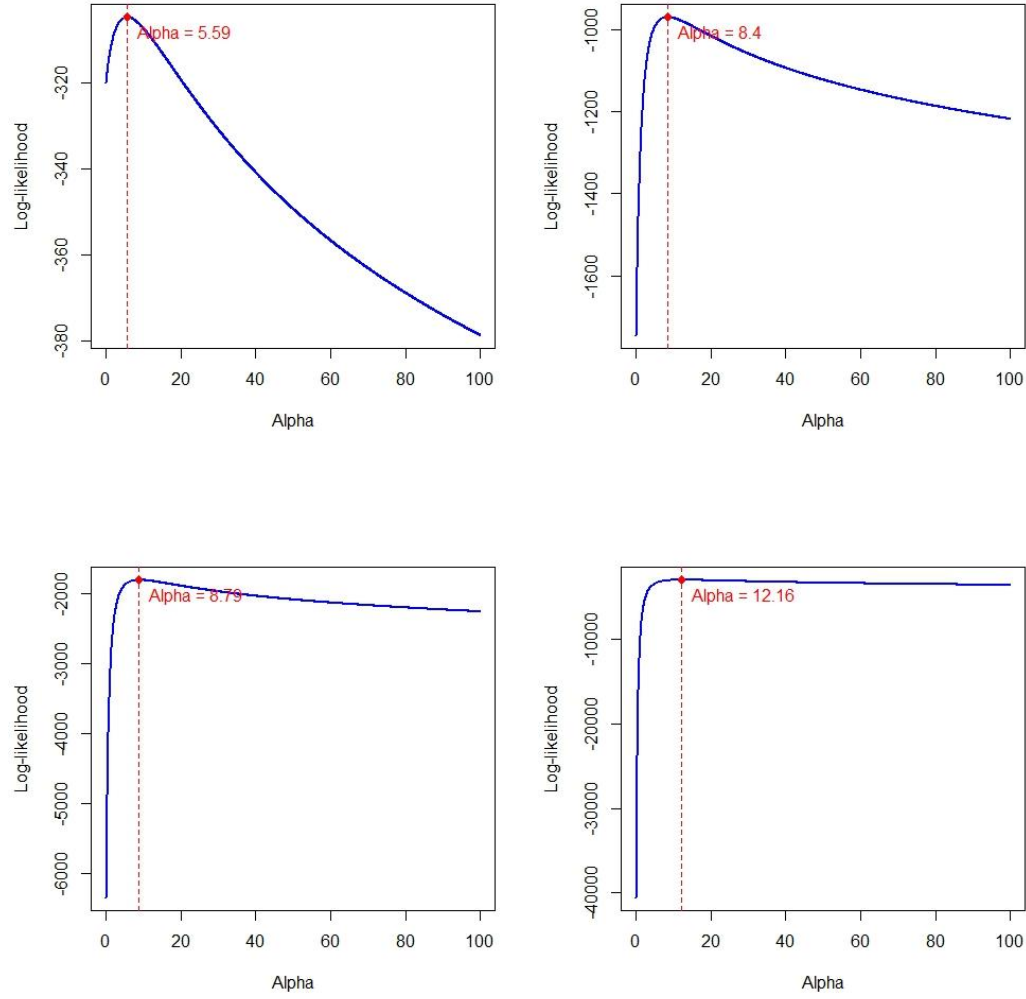 Alpha = 5.59
Log-likelihood
-320
-340
-360
-380
0 20 40 60 80 100
Alpha
Alpha = 8.4
Log-likelihood
-1000
-1200
-1400
-1600
0 20 40 60 80 100
Alpha
Alpha = 8.79
Log-likelihood
-2000
-3000
-4000
-5000
-6000
0 20 40 60 80 100
Alpha
Alpha = 12.16
Log-likelihood
-10000
-20000
-30000
-40000
0 20 40 60 80 100
Alpha